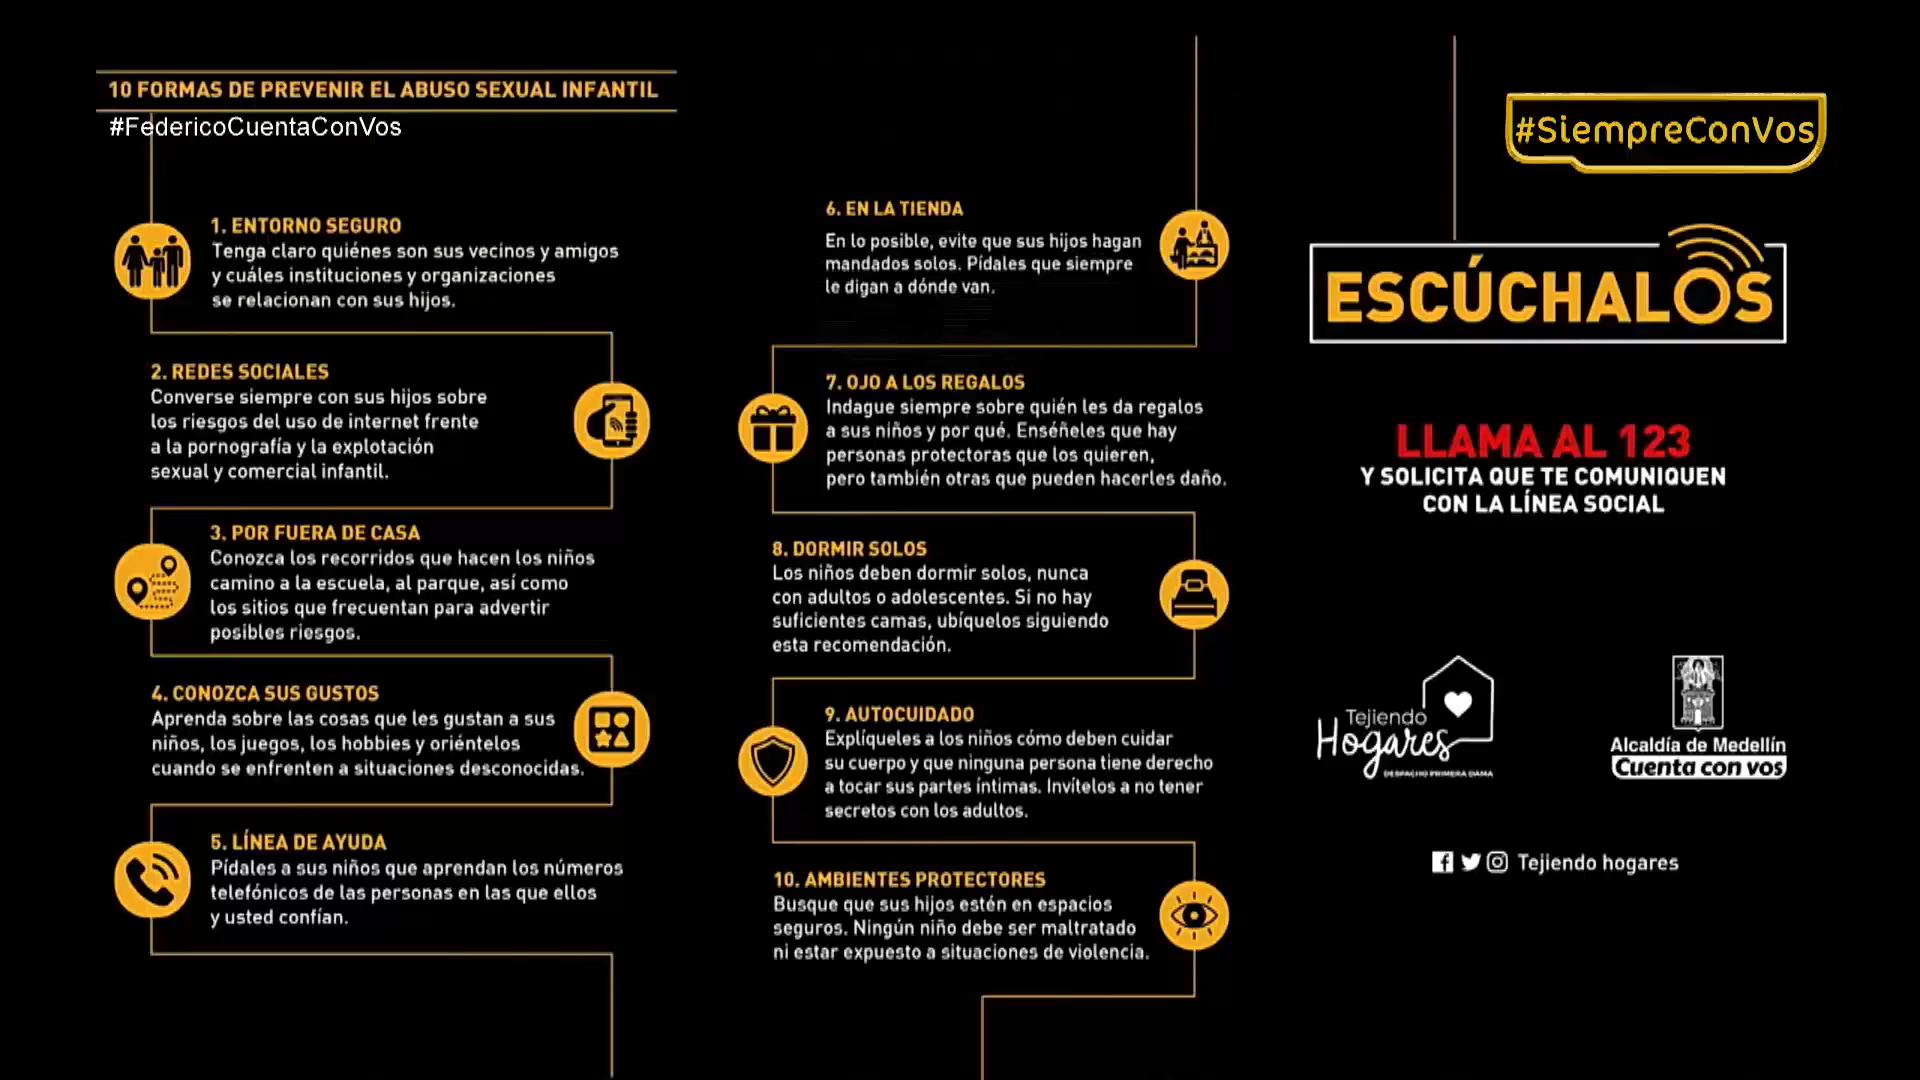 10 FORMAS DE PREVENIR EL ABUSO SEXUAL INFANTIL
#FedericoCuentaConVos
1. ENTORNO SEGURO
Tenga claro quiénes son sus vecinos y amigos
y cuáles instituciones y organizaciones
se relacionan con sus hijos.
2. REDES SOCIALES
Converse siempre con sus hijos sobre
los riesgos del uso de internet frente
a la pornografía y la explotación
sexual y comercial infantil.
3. POR FUERA DE CASA
Conozca los recorridos que hacen los niños
camino a la escuela, al parque, así como
los sitios que frecuentan para advertir
posibles riesgos.
4. CONOZCA SUS GUSTOS
Aprenda sobre las cosas que les gustan a sus
niños, los juegos, los hobbies y oriéntelos
cuando se enfrenten a situaciones desconocidas.
5. LÍNEA DE AYUDA
Pídales a sus niños que aprendan los números
telefónicos de las personas en las que ellos
y usted confían.
6. EN LA TIENDA
En lo posible, evite que sus hijos hagan
mandados solos. Pídales que siempre
le digan a dónde van.
7. OJO A LOS REGALOS
Indague siempre sobre quién les da regalos
a sus niños y por qué. Enséñeles que hay
personas protectoras que los quieren,
pero también otras que pueden hacerles daño.
8. DORMIR SOLOS
Los niños deben dormir solos, nunca
con adultos o adolescentes. Si no hay
suficientes camas, ubíquelos siguiendo
esta recomendación.
9. AUTOCUIDADO
Explíqueles a los niños cómo deben cuidar
su cuerpo y que ninguna persona tiene derecho
a tocar sus partes íntimas. Invítelos a no tener
secretos con los adultos.
10. AMBIENTES PROTECTORES
Busque que sus hijos estén en espacios
seguros. Ningún niño debe ser maltratado
ni estar expuesto a situaciones de violencia.
#SiempreConVos
ESCÚCHALOS
LLAMA AL 123
Y SOLICITA QUE TE COMUNIQUEN
CON LA LÍNEA SOCIAL
Tejiendo
Hogares
DESPACHO PRIMERA DAMA
Alcaldía de Medellín
Cuenta con vos
Tejiendo hogares